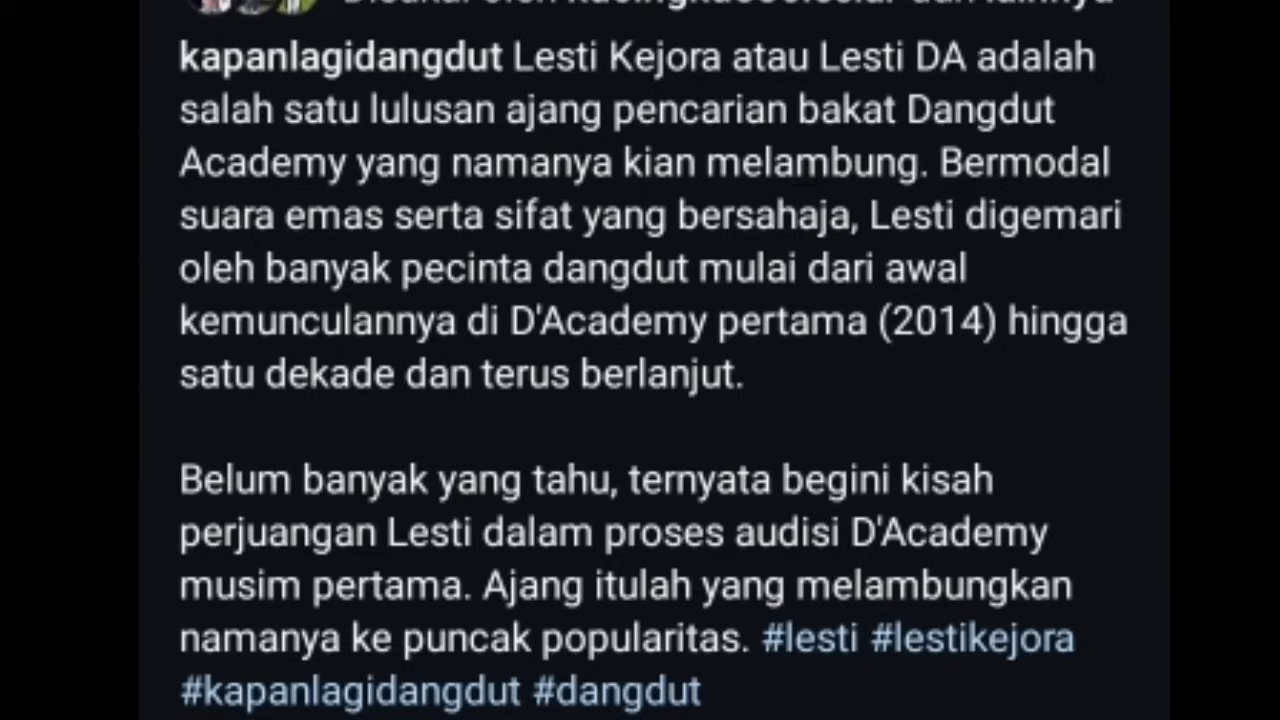 kapanlagidangdut Lesti Kejora atau Lesti DA adalah
salah satu lulusan ajang pencarian bakat Dangdut
Academy yang namanya kian melambung. Bermodal
suara emas serta sifat yang bersahaja, Lesti digemari
oleh banyak pecinta dangdut mulai dari awal
kemunculannya di D'Academy pertama (2014) hingga
satu dekade dan terus berlanjut.
Belum banyak yang tahu, ternyata begini kisah
perjuangan Lesti dalam proses audisi D'Academy
musim pertama. Ajang itulah yang melambungkan
namanya ke puncak popularitas. #lesti #lestikejora
#kapanlagidangdut #dangdut